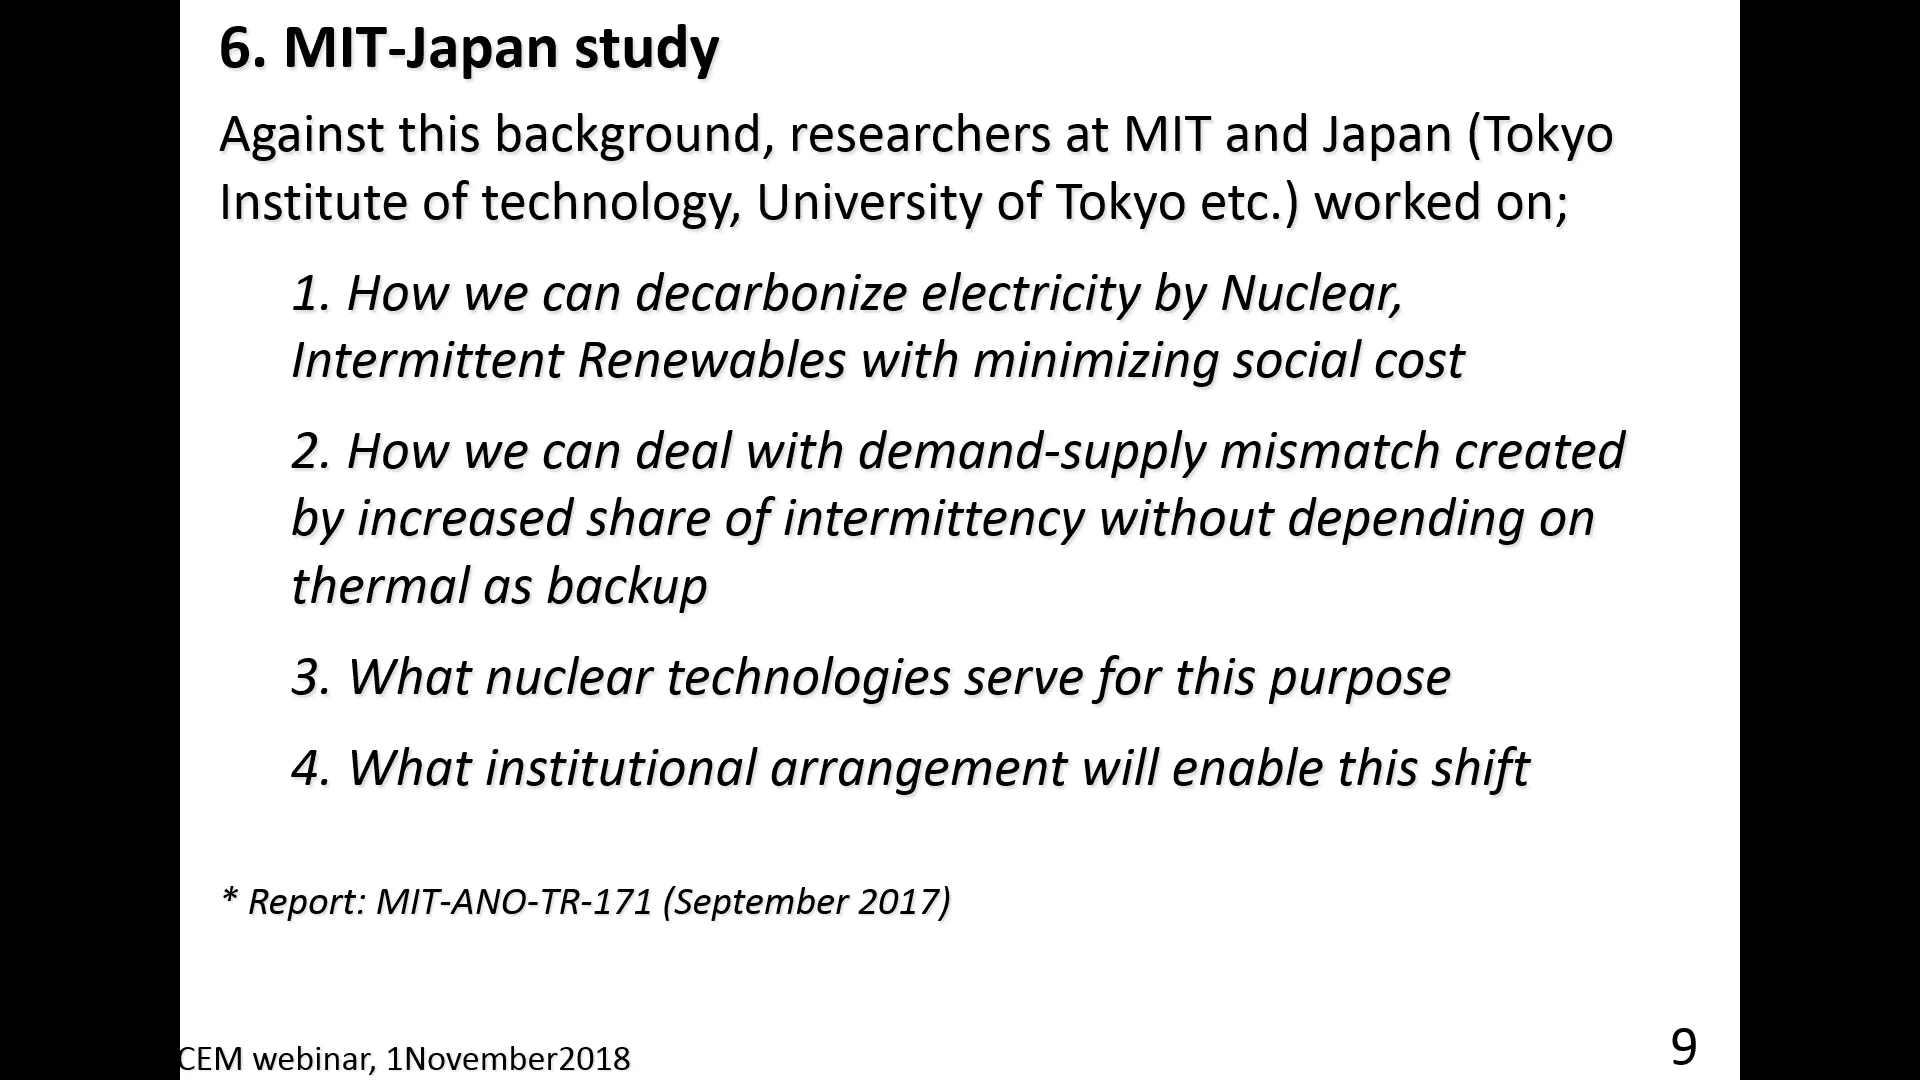 6. MIT-Japan study
Against this background, researchers at MIT and Japan (Tokyo
Institute of technology, University of Tokyo etc.) worked on;
1. How we can decarbonize electricity by Nuclear,
Intermittent Renewables with minimizing social cost
2. How we can deal with demand-supply mismatch created
by increased share of intermittency without depending on
thermal as backup
3. What nuclear technologies serve for this purpose
4. What institutional arrangement will enable this shift
* Report: MIT-ANO-TR-171 (September 2017)
CEM webinar, 1November2018
9